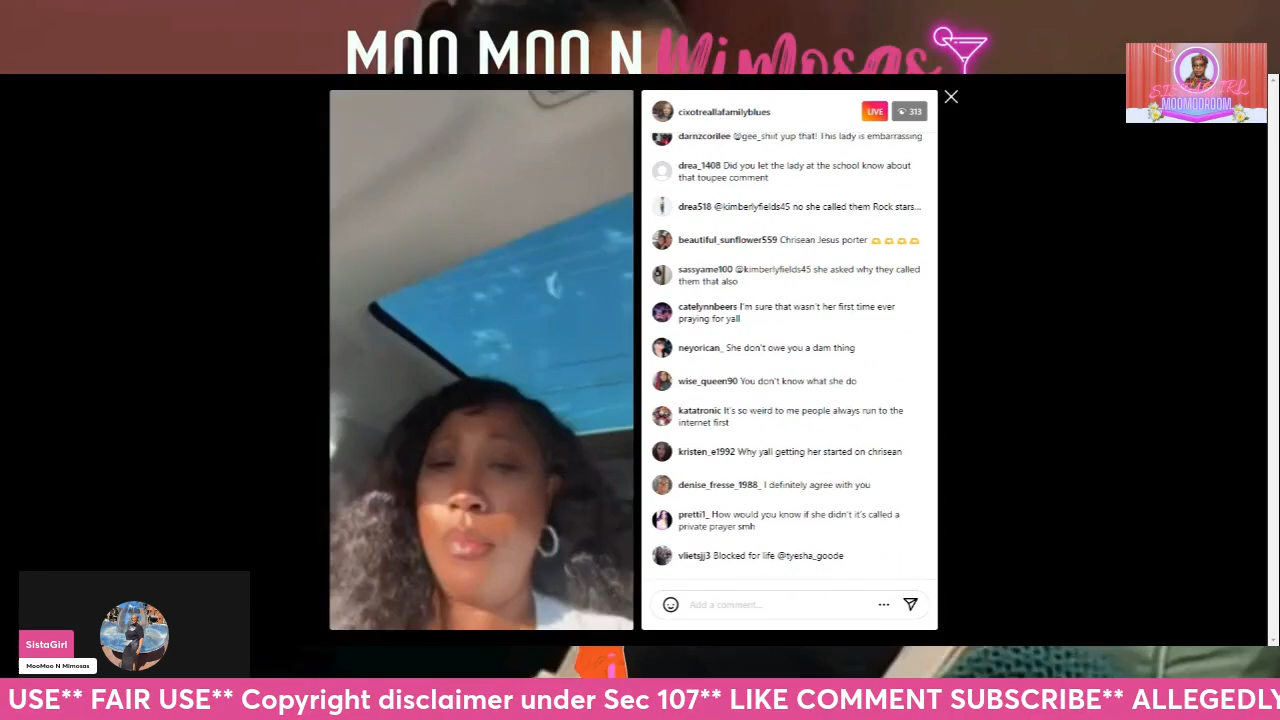 MOO MOO N Mimosas
SISTAGIRL
MOOMOOROOM
cixotreallafamilyblues
LIVE
313
darnzcorilee @gee_shiit yup that! This lady is embarrassing
drea_1408 Did you let the lady at the school know about
that toupee comment
drea518 @kimberlyfields45 no she called them Rock stars...
beautiful_sunflower559 Chrisean Jesus porter 🫶🫶🫶🫶
sassyame100 @kimberlyfields45 she asked why they called
them that also
catelynnbeers I'm sure that wasn't her first time ever
praying for yall
neyorican_ She don't owe you a dam thing
wise_queen90 You don't know what she do
katatronic It's so weird to me people always run to the
internet first
kristen_e1992 Why yall getting her started on chrisean
denise_fresse_1988_ I definitely agree with you
pretti1_ How would you know if she didn't it's called a
private prayer smh
vlietsjj3 Blocked for life @tyesha_goode
Add a comment...
SistaGirl
MooMoo N Mimosas
USE** FAIR USE** Copyright disclaimer under Sec 107** LIKE COMMENT SUBSCRIBE** ALLEGEDLY